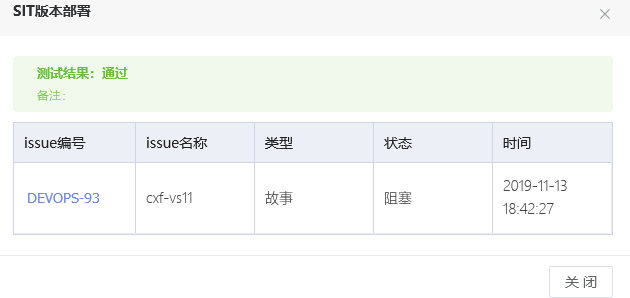 SIT版本部署
测试结果：通过
备注：
issue编号 issue名称 类型 状态 时间
DEVOPS-93 cxf-vs11 故事 阻塞 2019-11-13
18:42:27
关 闭